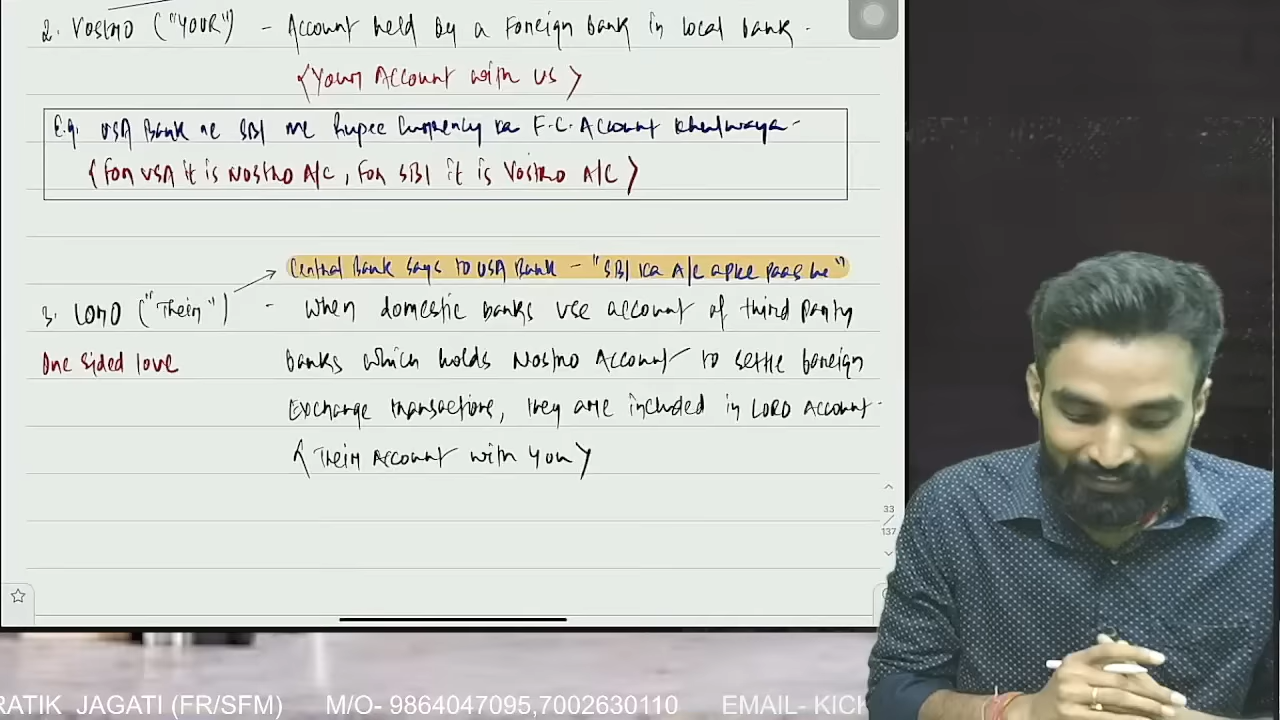 2. VOSTRO ("YOUR") - Account held by a Foreign bank in local bank.
{Your Account with us}
E.g. USA Bank ne SBI me Rupee Currency ka F.C. Account khulwaya-
{For USA it is NOSTRO A/C, For SBI it is VOSTRO A/C}
Central Bank says to USA Bank - "SBI ka A/C apke paas he"
3. LORO ("Their") - When domestic banks use account of third party
One sided love banks which holds Nostro Account to settle foreign
Exchange transactions, they are included in LORO Account.
{Their Account with you}
33
137
RATIK JAGATI (FR/SFM) M/O- 9864047095,7002630110 EMAIL- KICK